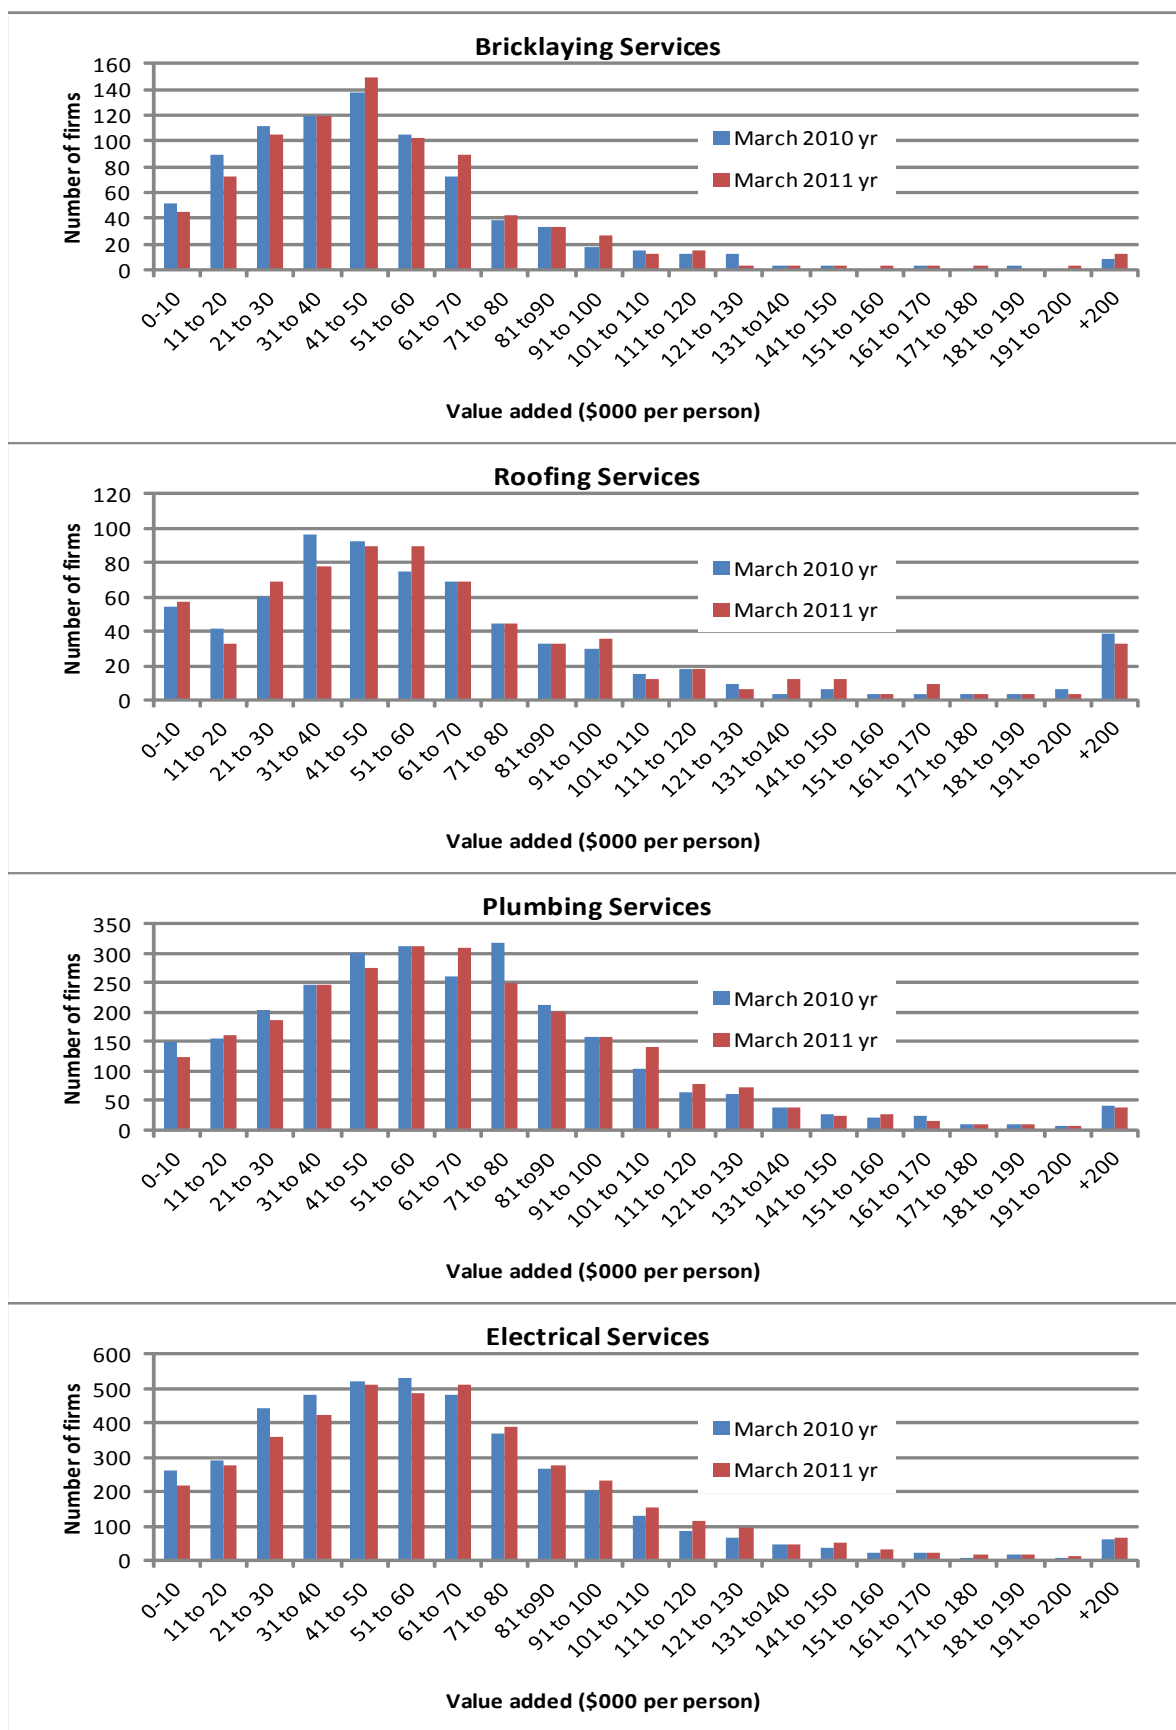 Bricklaying Services
Number of firms
160
140
120
100
80
60
40
20
0
March 2010 yr
March 2011 yr
0-10
11 to 20
21 to 30
31 to 40
41 to 50
51 to 60
61 to 70
71 to 80
81 to90
91 to 100
101 to 110
111 to 120
121 to 130
131 to140
141 to 150
151 to 160
161 to 170
171 to 180
181 to 190
191 to 200
+200
Value added ($000 per person)
Roofing Services
Number of firms
120
100
80
60
40
20
0
March 2010 yr
March 2011 yr
0-10
11 to 20
21 to 30
31 to 40
41 to 50
51 to 60
61 to 70
71 to 80
81 to90
91 to 100
101 to 110
111 to 120
121 to 130
131 to140
141 to 150
151 to 160
161 to 170
171 to 180
181 to 190
191 to 200
+200
Value added ($000 per person)
Plumbing Services
Number of firms
350
300
250
200
150
100
50
0
March 2010 yr
March 2011 yr
0-10
11 to 20
21 to 30
31 to 40
41 to 50
51 to 60
61 to 70
71 to 80
81 to90
91 to 100
101 to 110
111 to 120
121 to 130
131 to140
141 to 150
151 to 160
161 to 170
171 to 180
181 to 190
191 to 200
+200
Value added ($000 per person)
Electrical Services
Number of firms
600
500
400
300
200
100
0
March 2010 yr
March 2011 yr
0-10
11 to 20
21 to 30
31 to 40
41 to 50
51 to 60
61 to 70
71 to 80
81 to90
91 to 100
101 to 110
111 to 120
121 to 130
131 to140
141 to 150
151 to 160
161 to 170
171 to 180
181 to 190
191 to 200
+200
Value added ($000 per person)